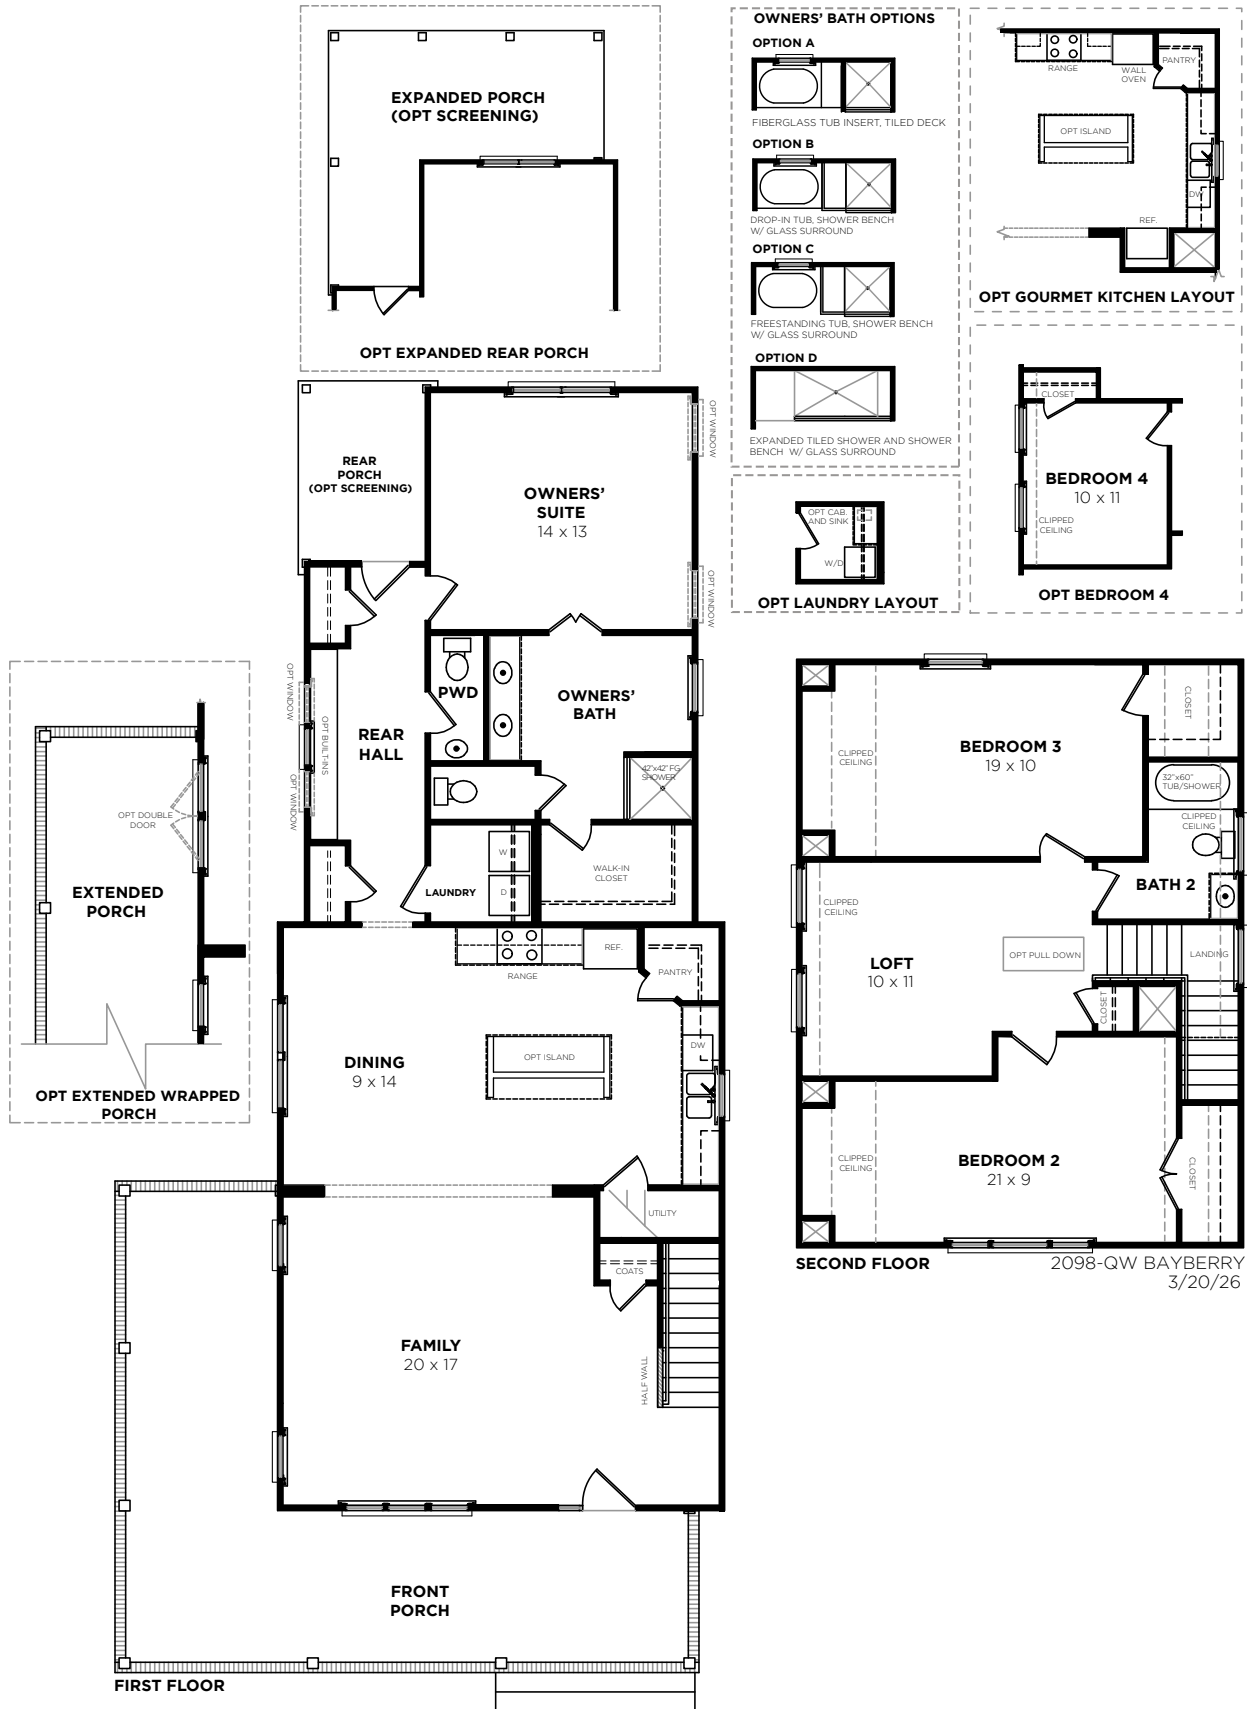 EXPANDED PORCH
(OPT SCREENING)
OPT EXPANDED REAR PORCH
OWNERS' BATH OPTIONS
OPTION A
FIBERGLASS TUB INSERT, TILED DECK
OPTION B
DROP-IN TUB, SHOWER BENCH
W/ GLASS SURROUND
OPTION C
FREESTANDING TUB, SHOWER BENCH
W/ GLASS SURROUND
OPTION D
EXPANDED TILED SHOWER AND SHOWER
BENCH W/ GLASS SURROUND
RANGE
WALL
OVEN
PANTRY
OPT ISLAND
DW
REF.
OPT GOURMET KITCHEN LAYOUT
CLOSET
BEDROOM 4
10 x 11
CLIPPED
CEILING
OPT BEDROOM 4
OPT CAB.
AND SINK
W/D
OPT LAUNDRY LAYOUT
REAR
PORCH
(OPT SCREENING)
OWNERS'
SUITE
14 x 13
OPT WINDOW
OPT WINDOW
PWD
OWNERS'
BATH
OPT WINDOW
OPT BUILT-INS
OPT WINDOW
REAR
HALL
42"x42" FG
SHOWER
W
D
LAUNDRY
WALK-IN
CLOSET
OPT DOUBLE
DOOR
EXTENDED
PORCH
OPT EXTENDED WRAPPED
PORCH
RANGE
REF.
PANTRY
DINING
9 x 14
OPT ISLAND
DW
UTILITY
COATS
FAMILY
20 x 17
HALF WALL
FRONT
PORCH
FIRST FLOOR
CLIPPED
CEILING
BEDROOM 3
19 x 10
CLOSET
32"x60"
TUB/SHOWER
CLIPPED
CEILING
BATH 2
CLIPPED
CEILING
LOFT
10 x 11
OPT PULL DOWN
LANDING
CLOSET
CLIPPED
CEILING
BEDROOM 2
21 x 9
CLOSET
SECOND FLOOR
2098-QW BAYBERRY
3/20/26